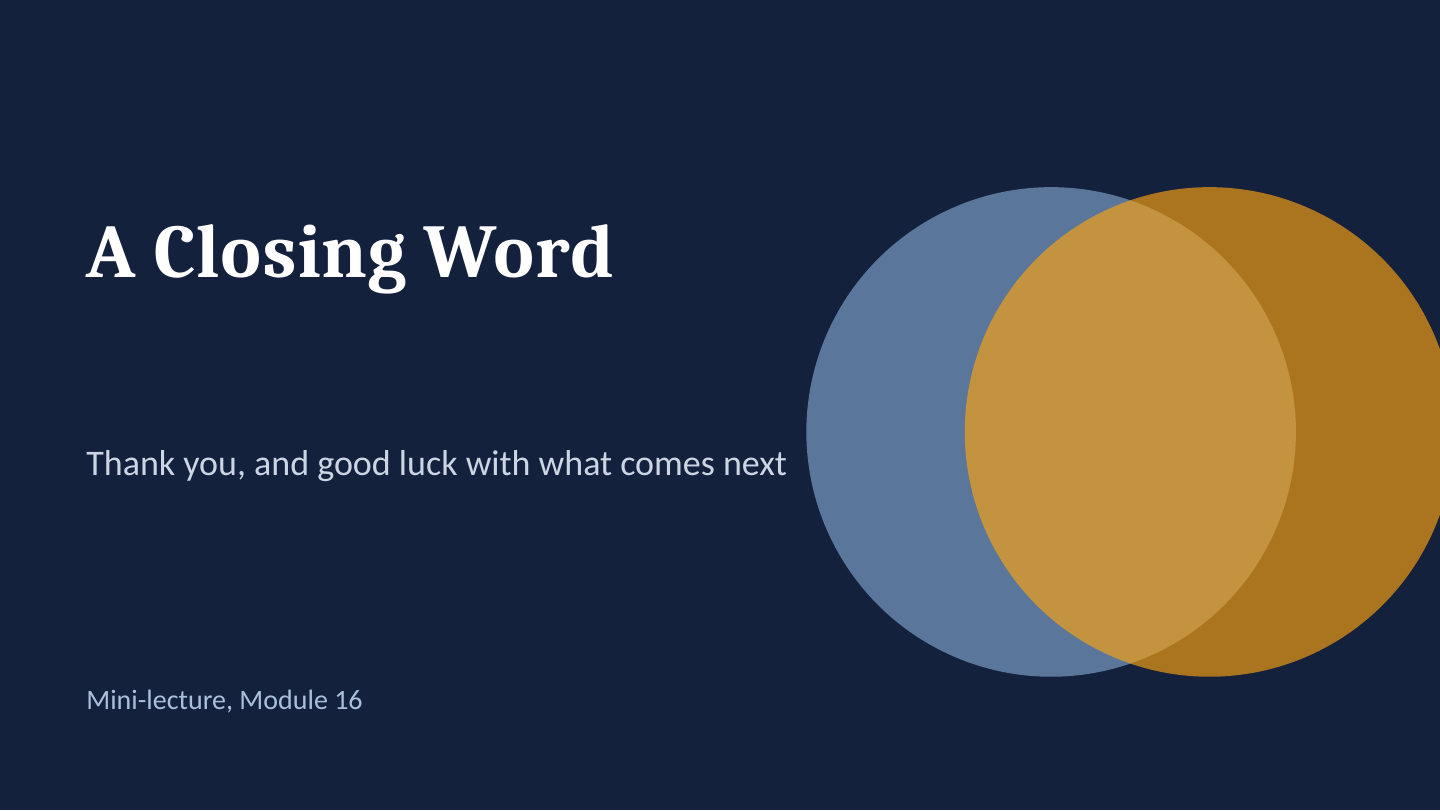 A Closing Word
Thank you, and good luck with what comes next
Mini-lecture, Module 16